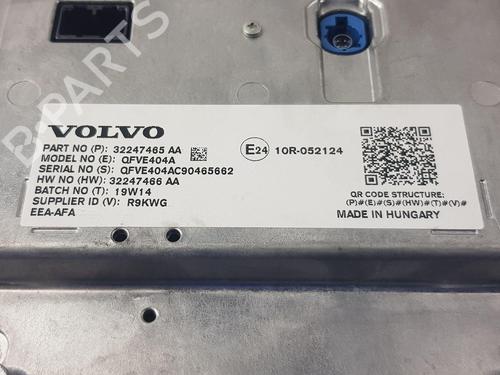 VOLVO
PART NO (P): 32247465 AA
MODEL NO (E): QFVE404A
SERIAL NO (S): QFVE404AC90465662
HW NO (HW): 32247466 AA
BATCH NO (T): 19W14
SUPPLIER ID (V): R9KWG
EEA-AFA
E24 10R-052124
QR CODE STRUCTURE:
(P)#(E)#(S)#(HW)#(T)#(V)#
MADE IN HUNGARY
B-PARTS